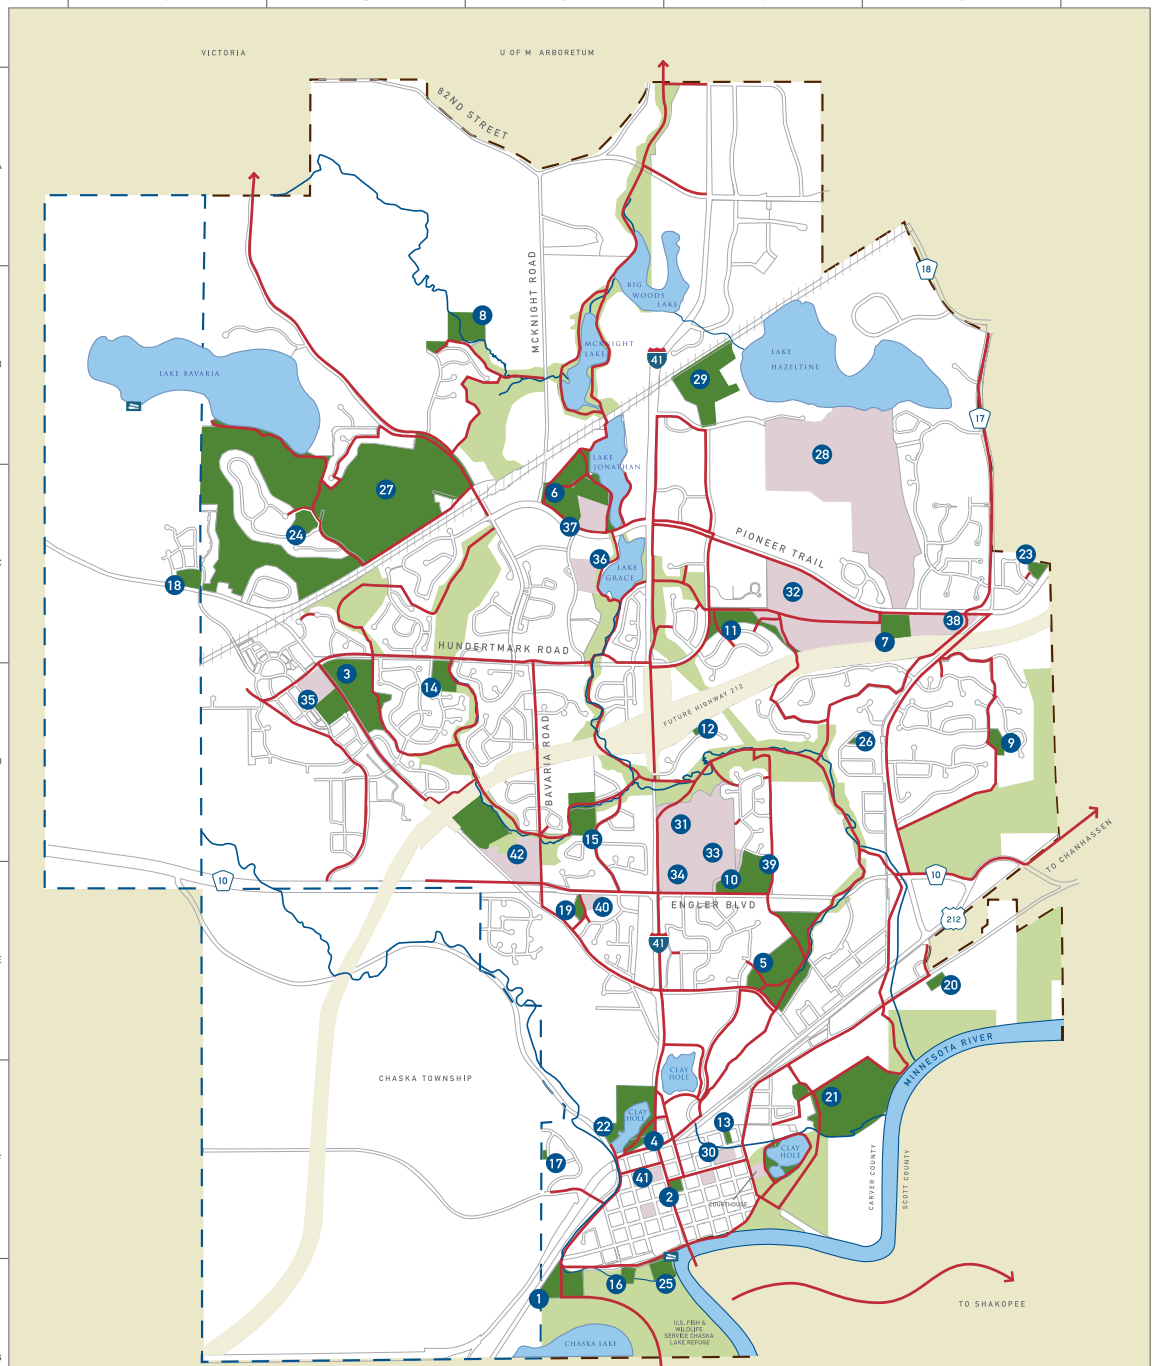 VICTORIA
U OF M ARBORETUM
82ND STREET
18
MCKNIGHT ROAD
BIG
WOODS
LAKE
8
MCKNIGHT
LAKE
41
LAKE
HAZELTINE
LAKE BAVARIA
29
17
28
LAKE
JONATHAN
27
6
37
24
PIONEER TRAIL
23
36
LAKE
GRACE
18
32
38
11
7
HUNDERTMARK ROAD
3
14
35
FUTURE HIGHWAY 212
12
26
9
BAVARIA ROAD
31
15
33
42
39
34
10
TO CHANHASSEN
10
10
ENGLER BLVD
19
40
212
41
5
20
MINNESOTA RIVER
CLAY
HOLE
CHASKA TOWNSHIP
21
CLAY
HOLE
22
13
4
30
CLAY
HOLE
17
41
2
COURTHOUSE
CARVER COUNTY
SCOTT COUNTY
16
25
1
TO SHAKOPEE
U.S. FISH &
WILDLIFE
SERVICE CHASKA
LAKE REFUGE
CHASKA LAKE